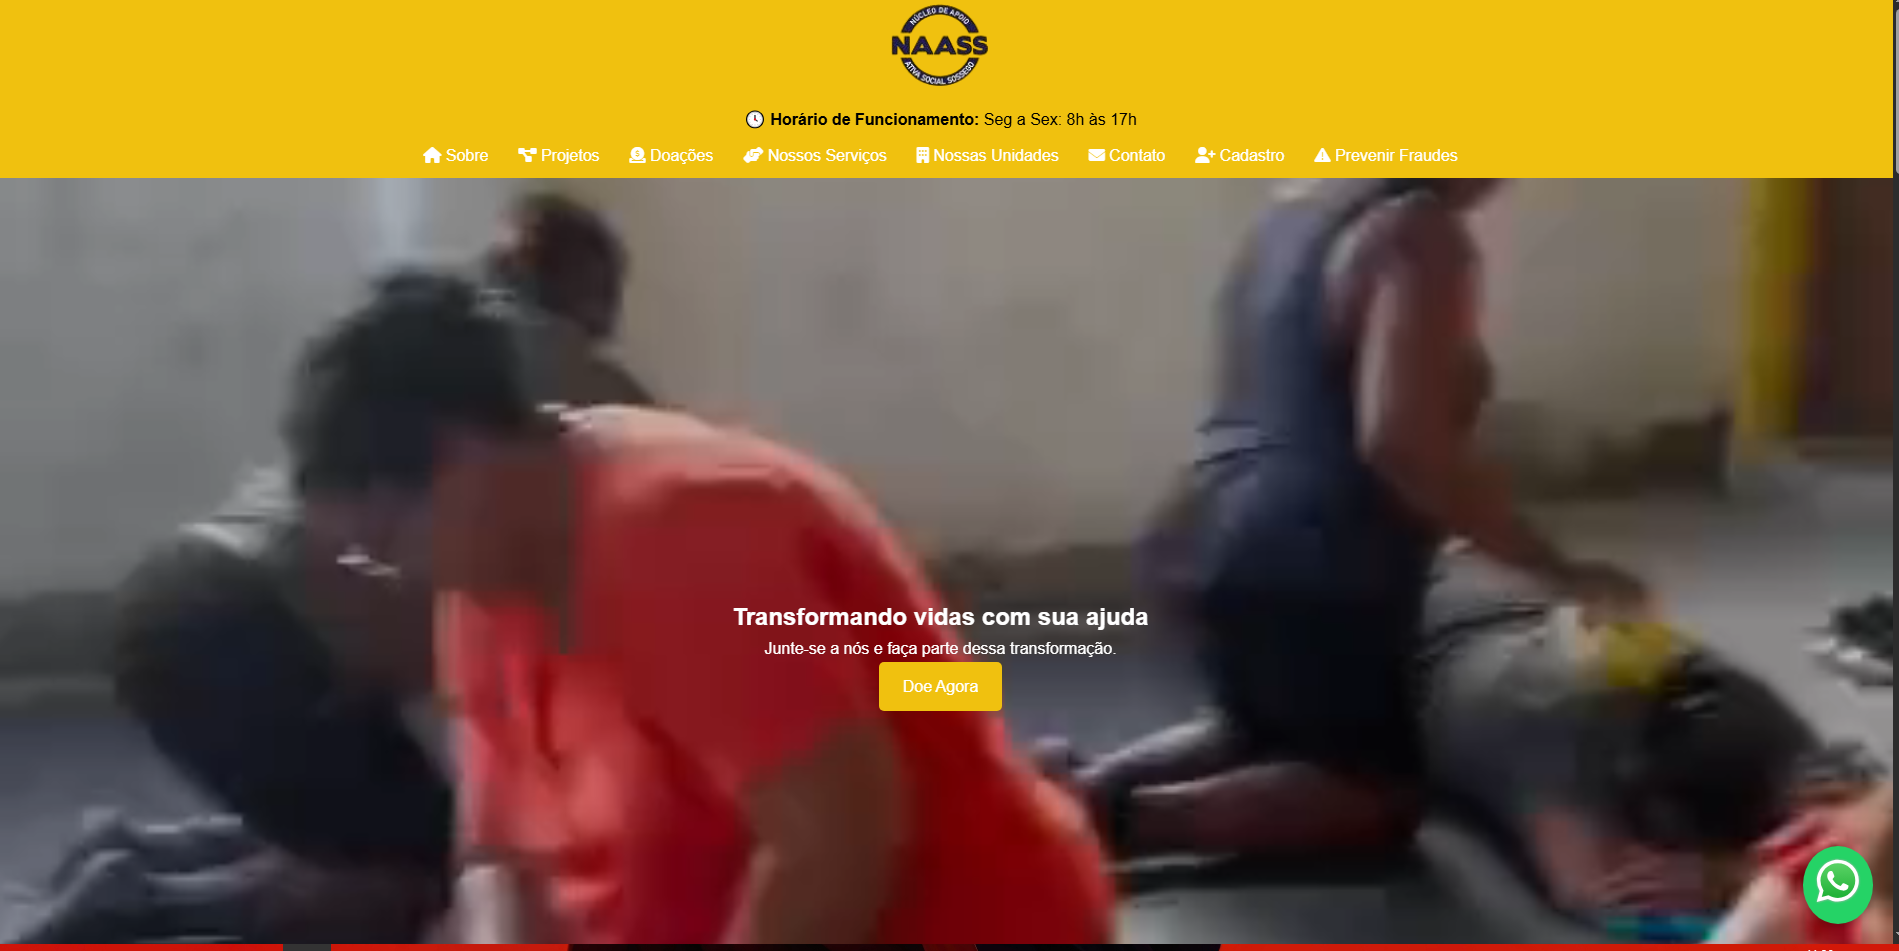 NÚCLEO DE APOIO
NAASS
ATIVA SOCIAL SOSSEGO
Horário de Funcionamento: Seg a Sex: 8h às 17h
Sobre Projetos Doações Nossos Serviços Nossas Unidades Contato Cadastro Prevenir Fraudes
Transformando vidas com sua ajuda
Junte-se a nós e faça parte dessa transformação.
Doe Agora